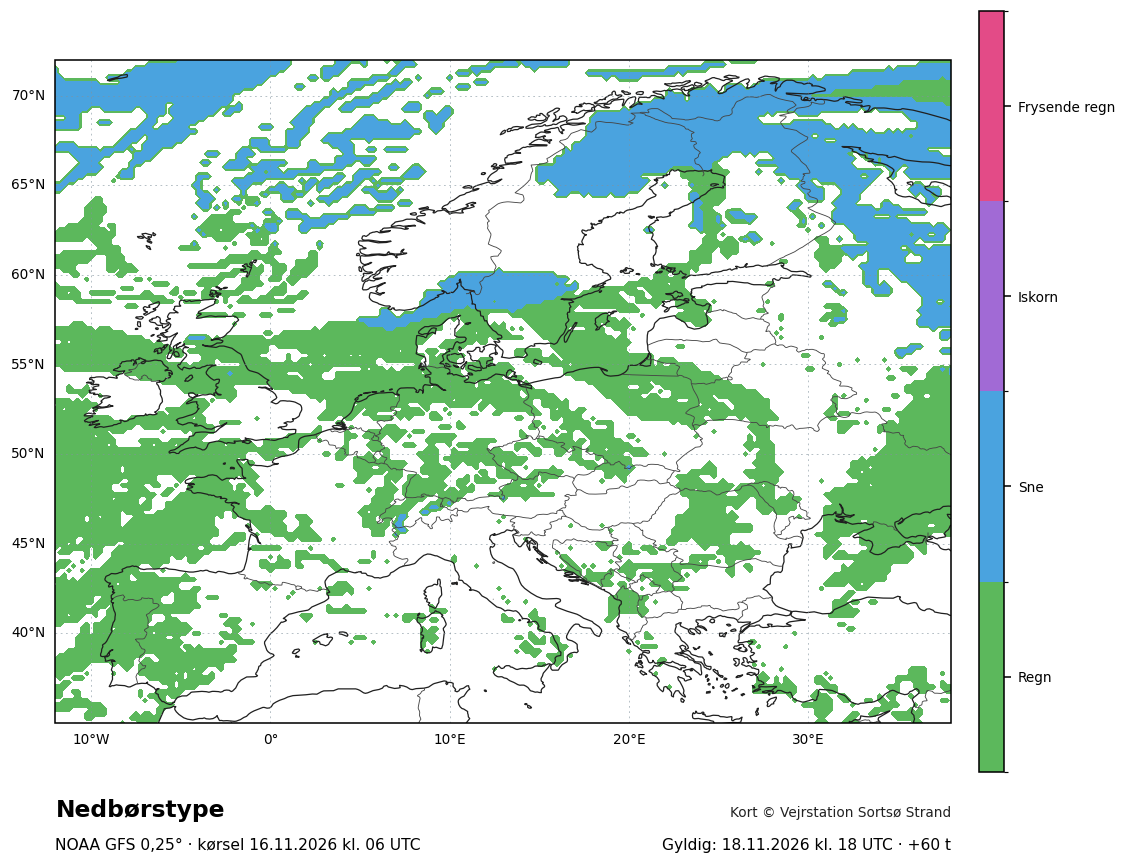 70°N
65°N
60°N
55°N
50°N
45°N
40°N
10°W
0°
10°E
20°E
30°E
Frysende regn
Iskorn
Sne
Regn
Nedbørstype
Kort © Vejrstation Sortsø Strand
NOAA GFS 0,25° · kørsel 16.11.2026 kl. 06 UTC
Gyldig: 18.11.2026 kl. 18 UTC · +60 t